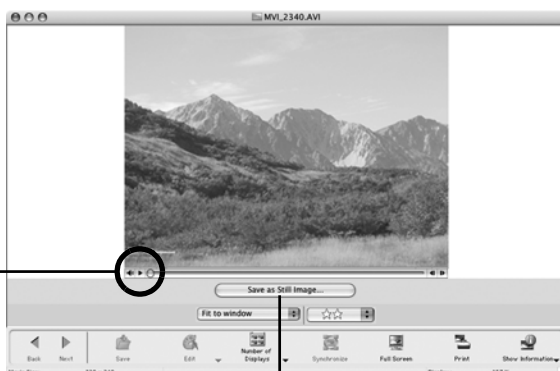 MVI_2340.AVI
Save as Still Image...
Fit to window
Back
Next
Save
Edit
Number of
Displays
Synchronize
Full Screen
Print
Show Information